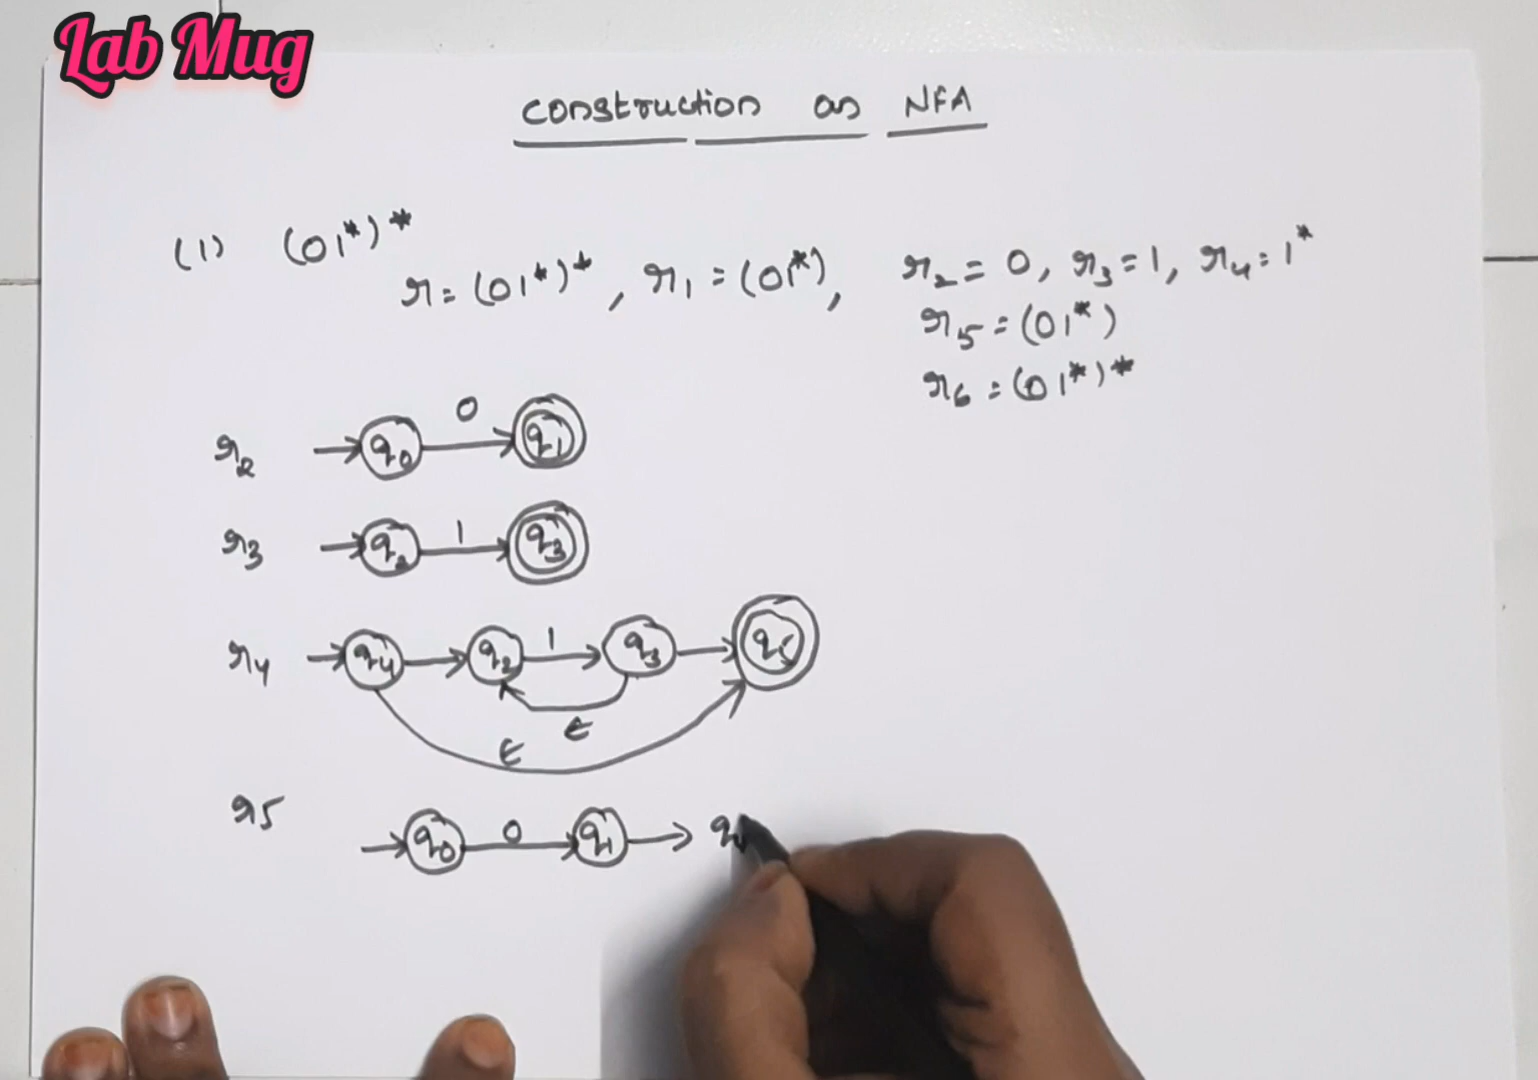 Lab Mug
construction as NFA
(1) (01*)*
r = (01*)*, r1 = (01*), r2 = 0, r3 = 1, r4 = 1*
r5 = (01*)
r6 = (01*)*
r2 q0 0 q1
r3 q2 1 q3
r4 q4 q2 1 q3 q5
ϵ
ϵ
r5 q0 0 q1